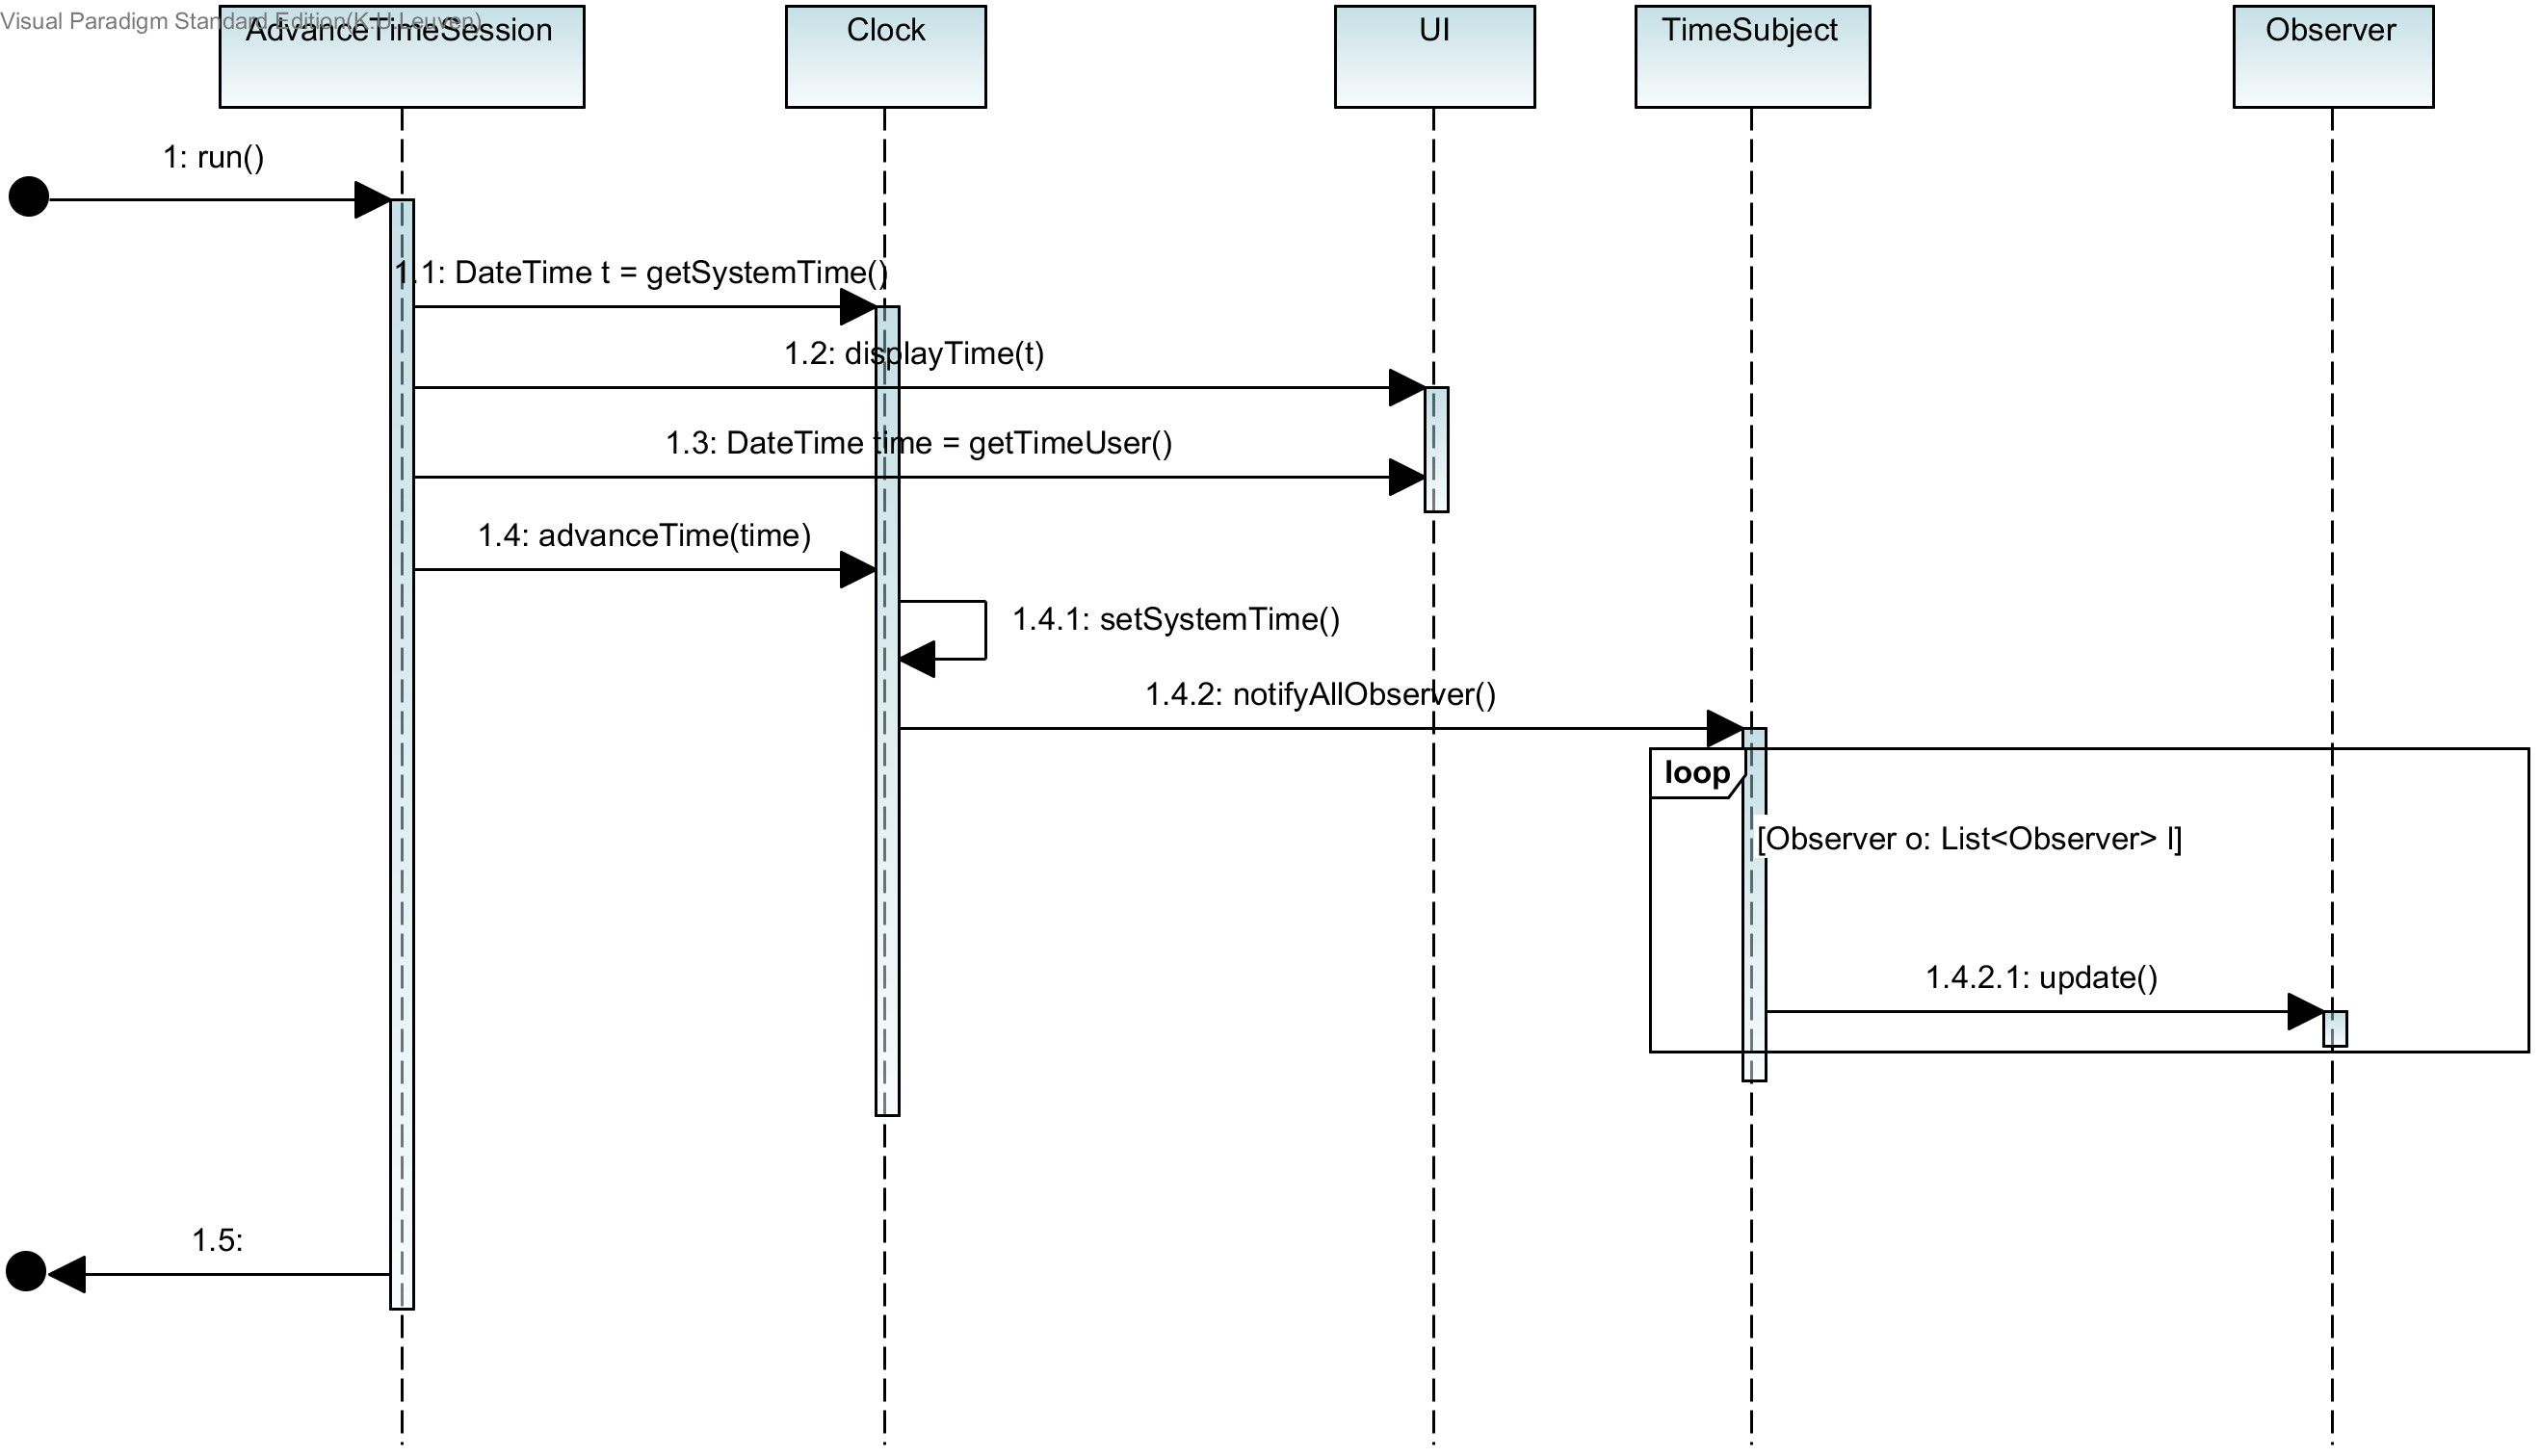 Visual Paradigm Standard Edition(K.U.Leuven)
AdvanceTimeSession
Clock
UI
TimeSubject
Observer
1: run()
1.1: DateTime t = getSystemTime()
1.2: displayTime(t)
1.3: DateTime time = getTimeUser()
1.4: advanceTime(time)
1.4.1: setSystemTime()
1.4.2: notifyAllObserver()
loop
[Observer o: List<Observer> l]
1.4.2.1: update()
1.5: